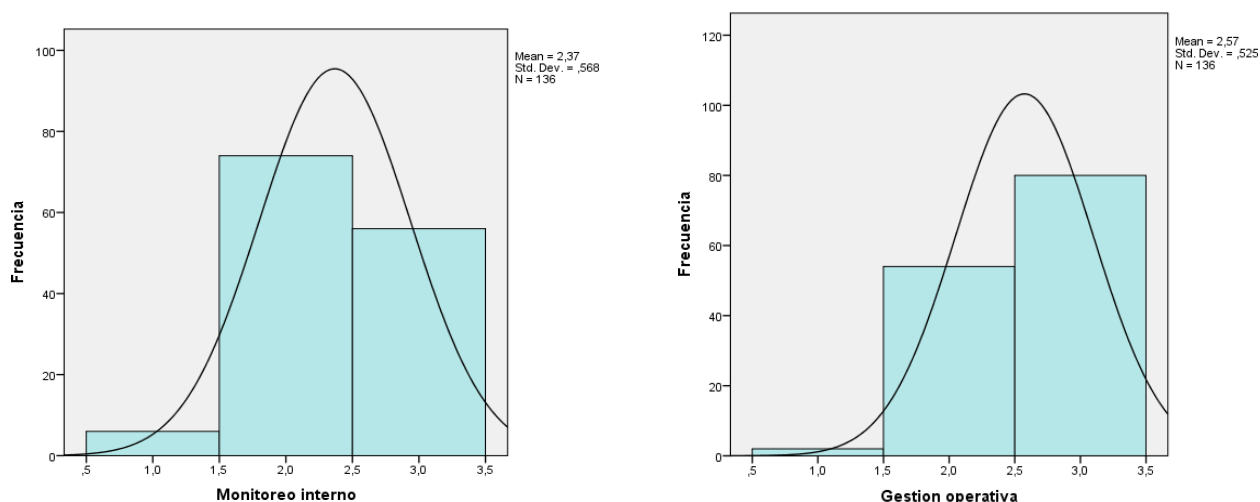 Mean = 2,37
Std. Dev. = ,568
N = 136
100
80
60
40
20
0
Frecuencia
,5 1,0 1,5 2,0 2,5 3,0 3,5
Monitoreo interno
Mean = 2,57
Std. Dev. = ,525
N = 136
120
100
80
60
40
20
0
Frecuencia
,5 1,0 1,5 2,0 2,5 3,0 3,5
Gestion operativa